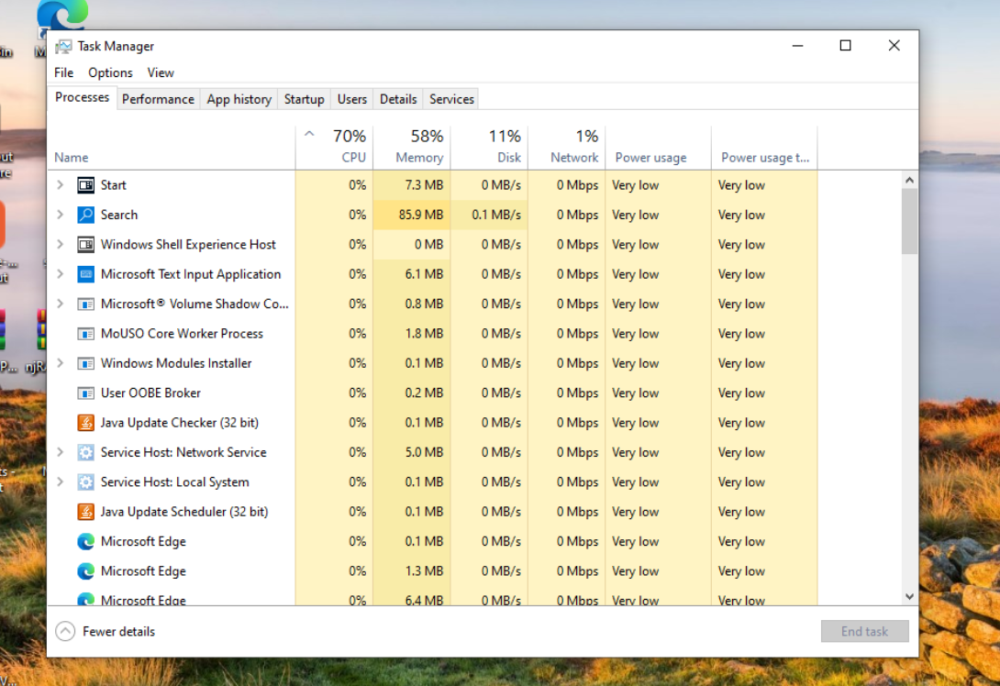 Task Manager
File Options View
Processes Performance App history Startup Users Details Services
70% 58% 11% 1%
Name CPU Memory Disk Network Power usage Power usage t...
Start 0% 7.3 MB 0 MB/s 0 Mbps Very low Very low
Search 0% 85.9 MB 0.1 MB/s 0 Mbps Very low Very low
Windows Shell Experience Host 0% 0 MB 0 MB/s 0 Mbps Very low Very low
Microsoft Text Input Application 0% 6.1 MB 0 MB/s 0 Mbps Very low Very low
Microsoft® Volume Shadow Co... 0% 0.8 MB 0 MB/s 0 Mbps Very low Very low
MoUSO Core Worker Process 0% 1.8 MB 0 MB/s 0 Mbps Very low Very low
Windows Modules Installer 0% 0.1 MB 0 MB/s 0 Mbps Very low Very low
User OOBE Broker 0% 0.2 MB 0 MB/s 0 Mbps Very low Very low
Java Update Checker (32 bit) 0% 0.1 MB 0 MB/s 0 Mbps Very low Very low
Service Host: Network Service 0% 5.0 MB 0 MB/s 0 Mbps Very low Very low
Service Host: Local System 0% 0.1 MB 0 MB/s 0 Mbps Very low Very low
Java Update Scheduler (32 bit) 0% 0.1 MB 0 MB/s 0 Mbps Very low Very low
Microsoft Edge 0% 0.1 MB 0 MB/s 0 Mbps Very low Very low
Microsoft Edge 0% 1.3 MB 0 MB/s 0 Mbps Very low Very low
Microsoft Edge 0% 6.4 MB 0 MB/s 0 Mbps Very low Very low
Fewer details End task